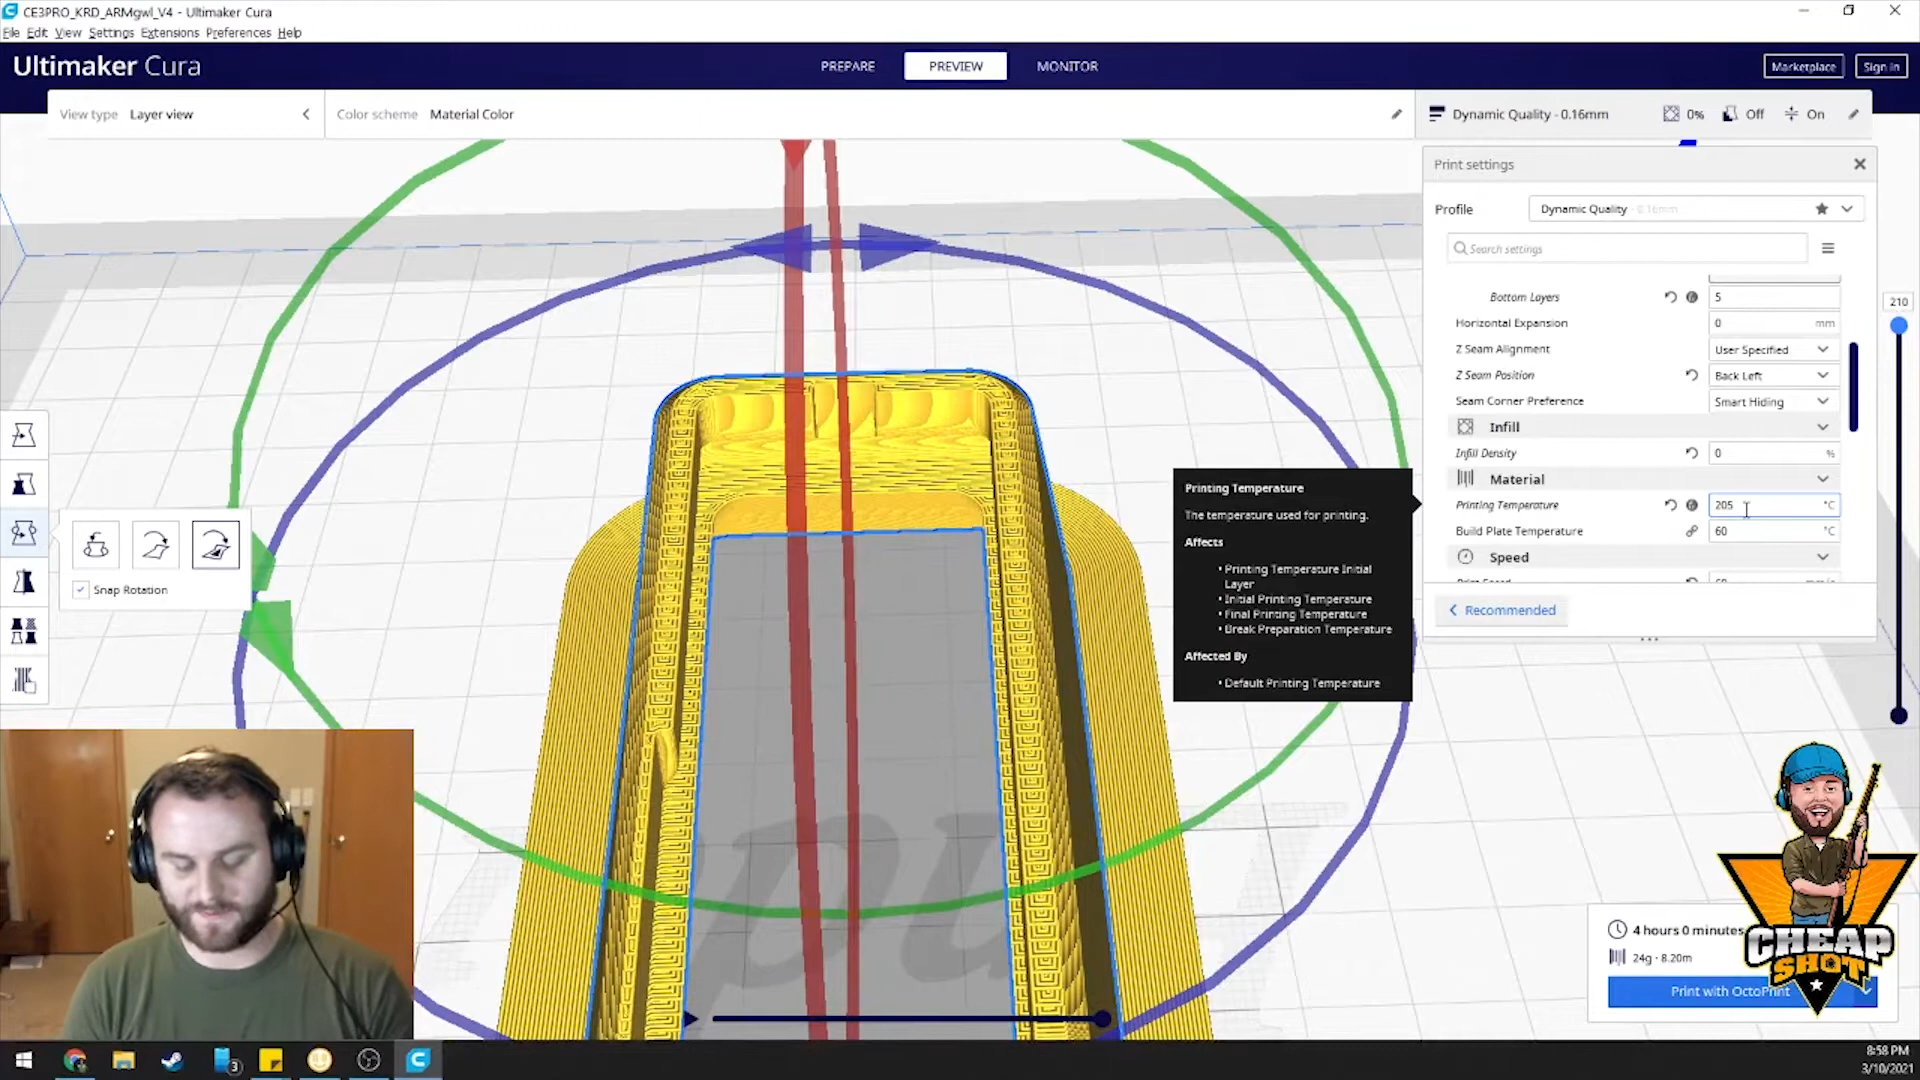 CE3PRO_KRD_ARMgwl_V4 - Ultimaker Cura
File Edit View Settings Extensions Preferences Help
Ultimaker Cura
PREPARE
PREVIEW
MONITOR
Marketplace
Sign in
View type Layer view
Color scheme Material Color
Dynamic Quality - 0.16mm
0%
Off
On
Print settings
Profile
Dynamic Quality - 0.16mm
Search settings
Bottom Layers 5
Horizontal Expansion 0 mm
Z Seam Alignment User Specified
Z Seam Position Back Left
Seam Corner Preference Smart Hiding
Infill
Infill Density 0 %
Material
Printing Temperature 205 °C
Build Plate Temperature 60 °C
Speed
Recommended
210
Printing Temperature
The temperature used for printing.
Affects
• Printing Temperature Initial
Layer
• Initial Printing Temperature
• Final Printing Temperature
• Break Preparation Temperature
Affected By
• Default Printing Temperature
Snap Rotation
4 hours 0 minutes
24g · 8.20m
Print with OctoPrint
CHEAP
SHOT
3
8:58 PM
3/10/2021